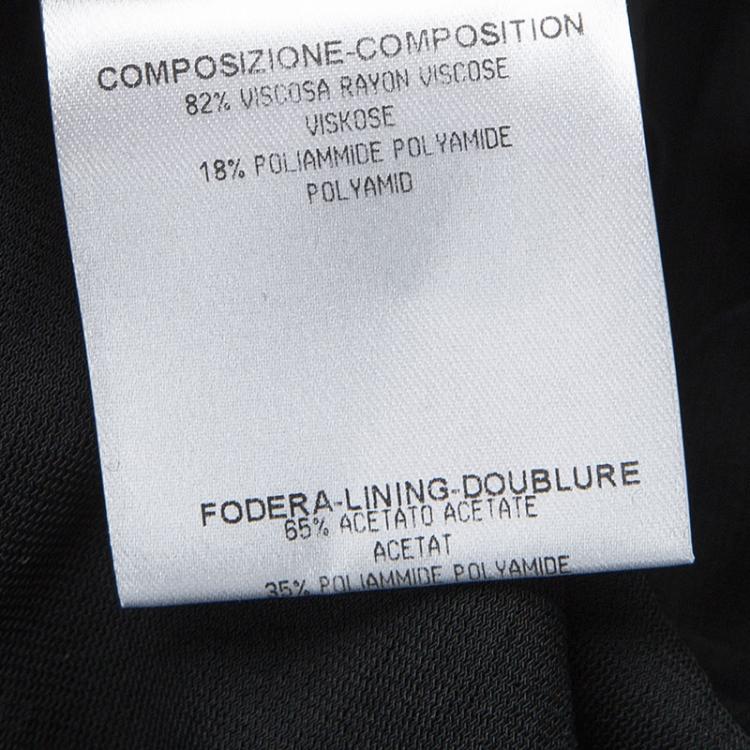 COMPOSIZIONE-COMPOSITION
82% VISCOSA RAYON VISCOSE
VISKOSE
18% POLIAMMIDE POLYAMIDE
POLYAMID
FODERA-LINING-DOUBLURE
65% ACETATO ACETATE
ACETAT
35% POLIAMMIDE POLYAMIDE